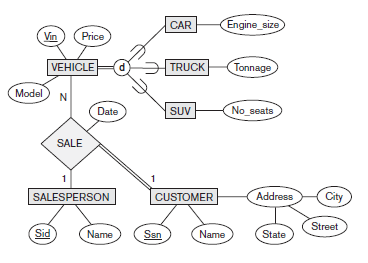 CAR
Engine_size
Vin
Price
VEHICLE
d
TRUCK
Tonnage
Model
N
Date
SUV
No_seats
SALE
1
1
SALESPERSON
CUSTOMER
Address
City
Sid
Name
Ssn
Name
State
Street